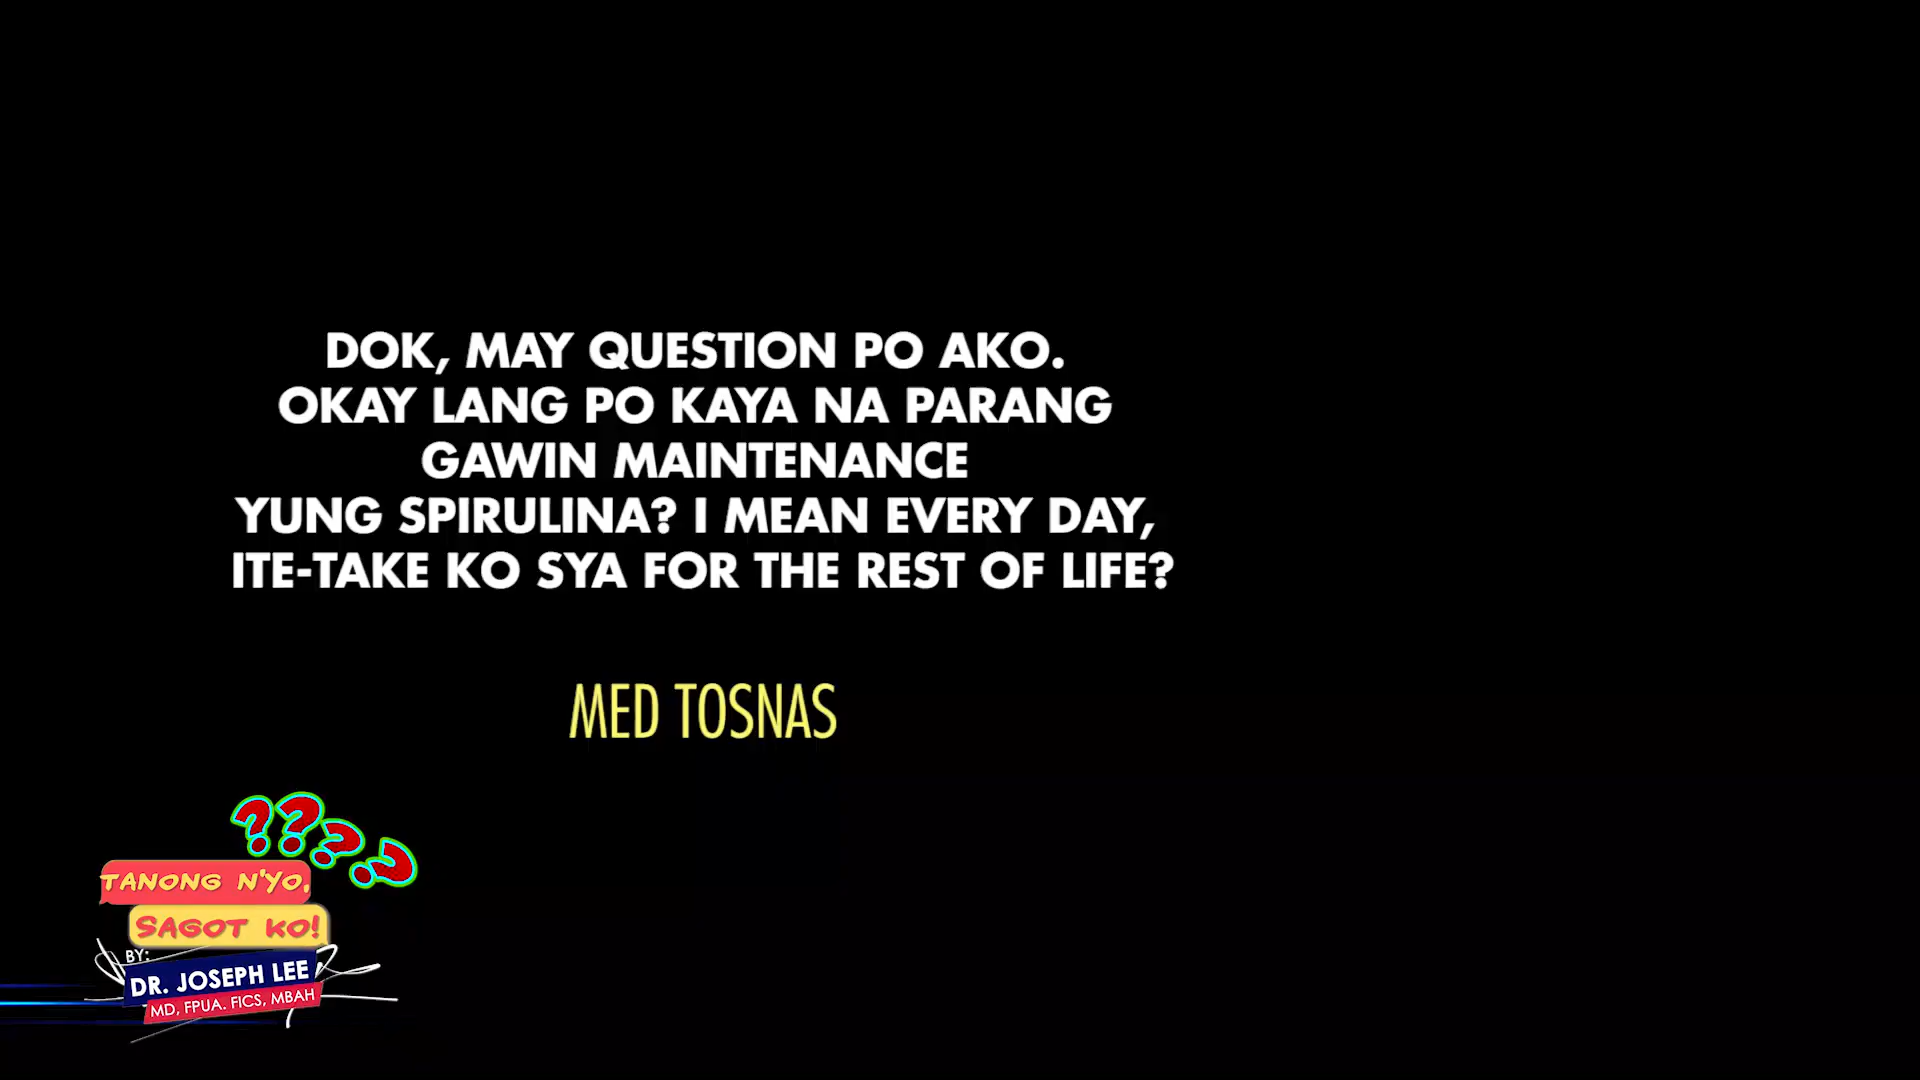 DOK, MAY QUESTION PO AKO.
OKAY LANG PO KAYA NA PARANG
GAWIN MAINTENANCE
YUNG SPIRULINA? I MEAN EVERY DAY,
ITE-TAKE KO SYA FOR THE REST OF LIFE?
MED TOSNAS
????
TANONG N'YO,
SAGOT KO!
BY:
DR. JOSEPH LEE
MD, FPUA. FICS, MBAH